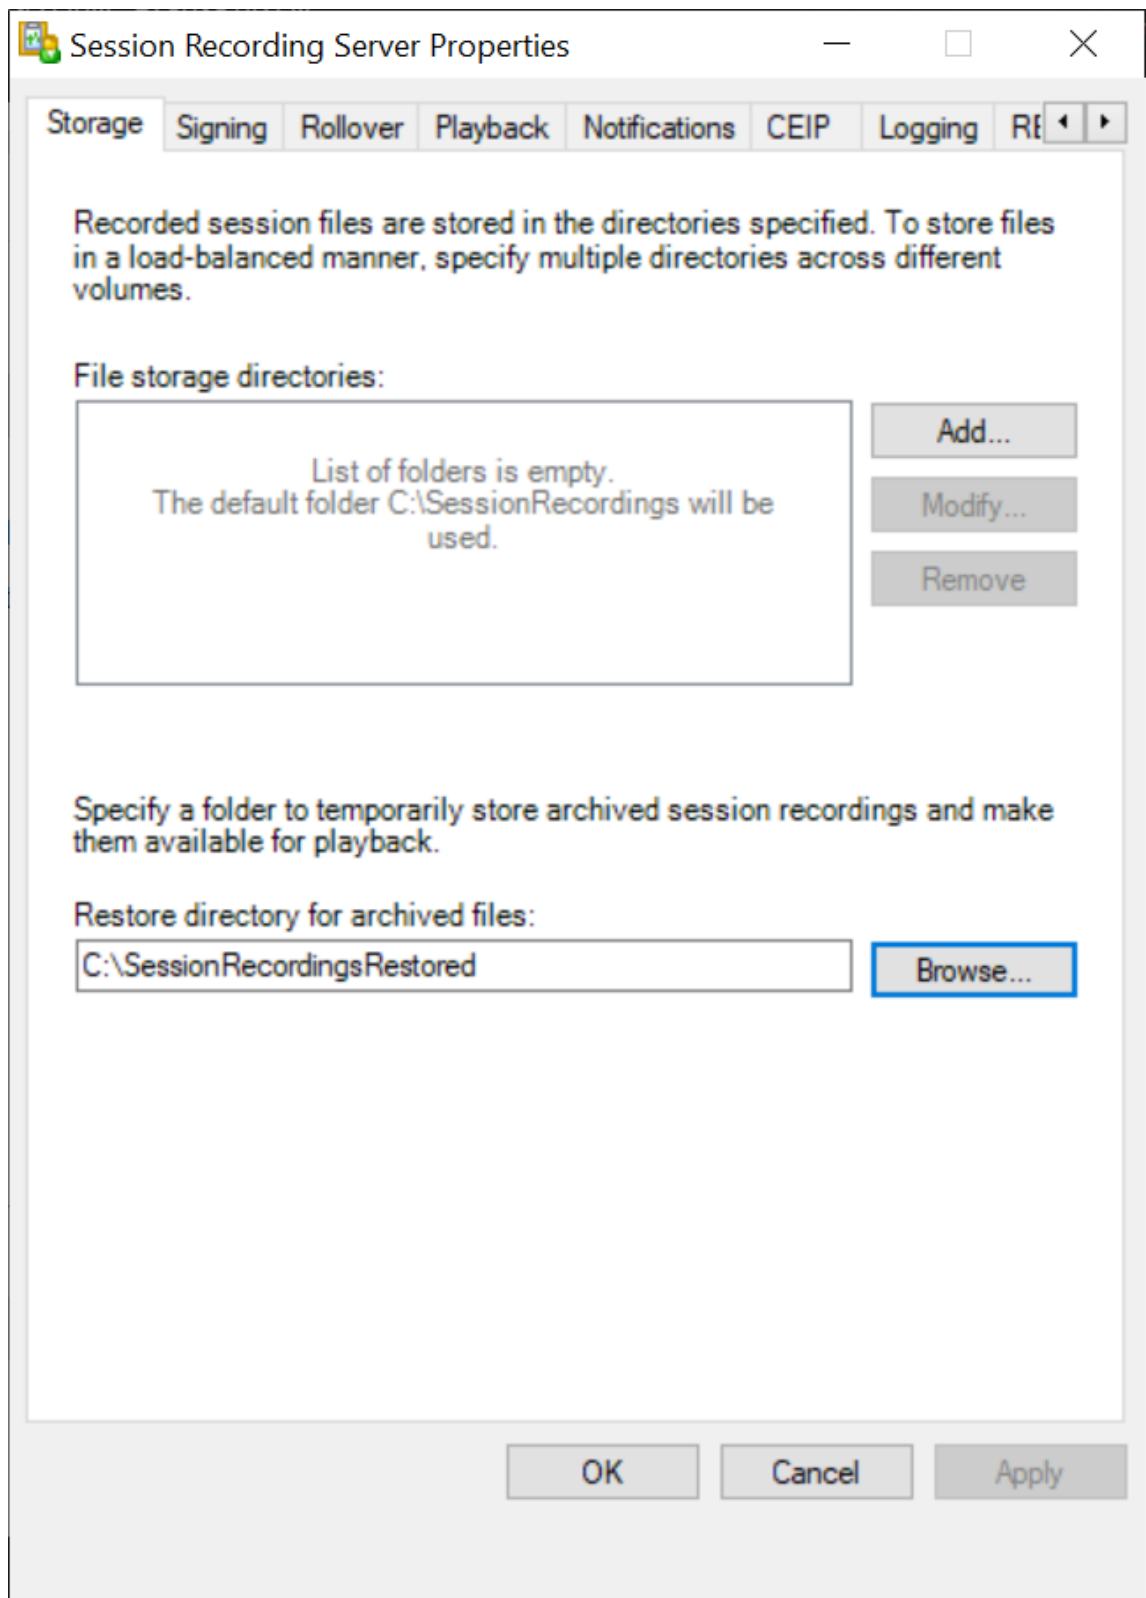 Session Recording Server Properties
Storage
Signing
Rollover
Playback
Notifications
CEIP
Logging
Recorded session files are stored in the directories specified. To store files
in a load-balanced manner, specify multiple directories across different
volumes.
File storage directories:
List of folders is empty.
The default folder C:\SessionRecordings will be
used.
Add...
Modify...
Remove
Specify a folder to temporarily store archived session recordings and make
them available for playback.
Restore directory for archived files:
C:\SessionRecordingsRestored
Browse...
OK
Cancel
Apply